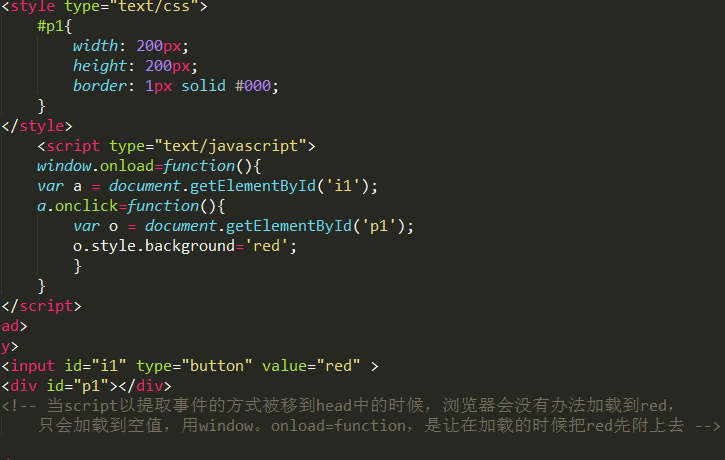 <style type="text/css">
#p1{
width: 200px;
height: 200px;
border: 1px solid #000;
}
</style>
<script type="text/javascript">
window.onload=function(){
var a = document.getElementById('i1');
a.onclick=function(){
var o = document.getElementById('p1');
o.style.background='red';
}
}
</script>
ad>
y>
<input id="i1" type="button" value="red" >
<div id="p1"></div>
<!-- 当script以提取事件的方式被移到head中的时候，浏览器会没有办法加载到red，
只会加载到空值，用window。onload=function，是让在加载的时候把red先附上去 -->